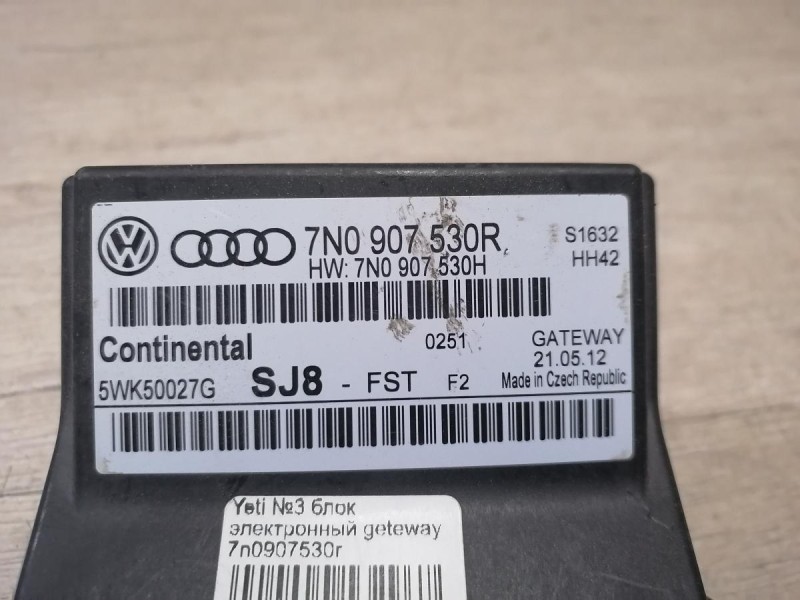 7N0 907 530R
S1632
HW: 7N0 907 530H
HH42
Continental
0251
GATEWAY
21.05.12
5WK50027G
SJ8 - FST F2
Made in Czech Republic
Yeti №3 блок
электронный geteway
7n0907530r